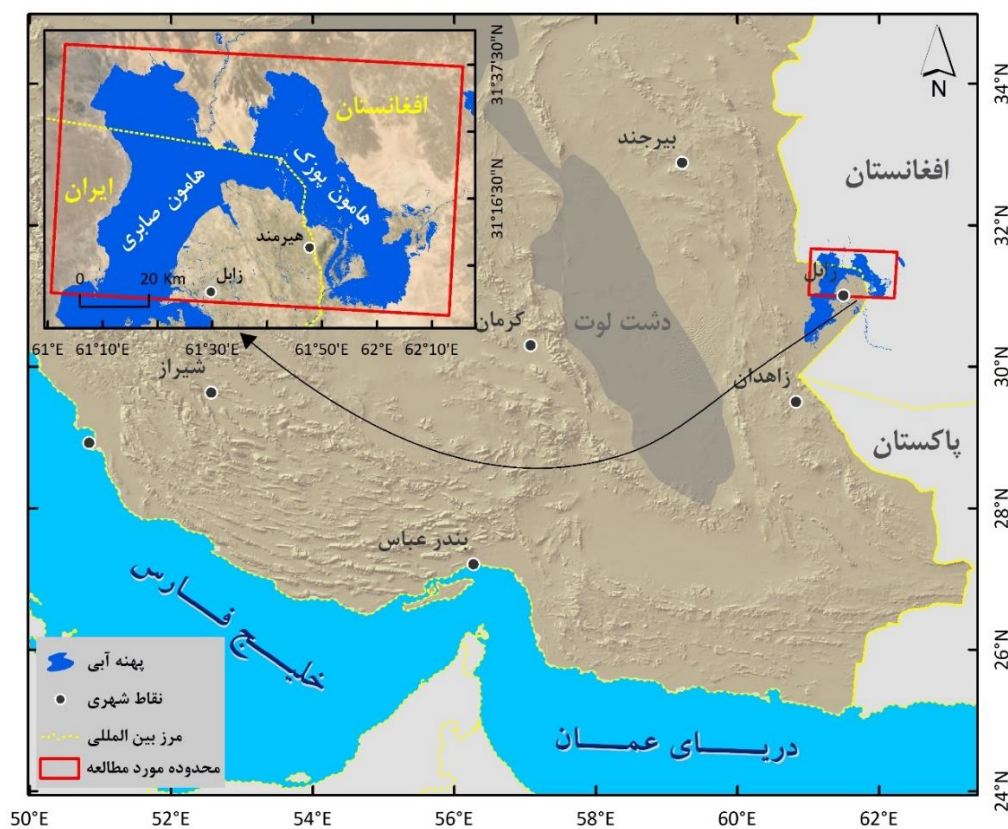 افغانستان
ایران
هامون صابری
هامون پوزک
هیرمند
زابل
0 20 Km
61°E 61°10'E 61°30'E 61°50'E 62°E 62°10'E
31°37'30"N
31°16'30"N
N
بیرجند
افغانستان
زابل
دشت لوت
کرمان
شیراز
زاهدان
پاکستان
بندر عباس
خلیج فارس
دریای عمان
پهنه آبی
نقاط شهری
مرز بین المللی
محدوده مورد مطالعه
34°N
32°N
30°N
28°N
26°N
24°N
50°E 52°E 54°E 56°E 58°E 60°E 62°E